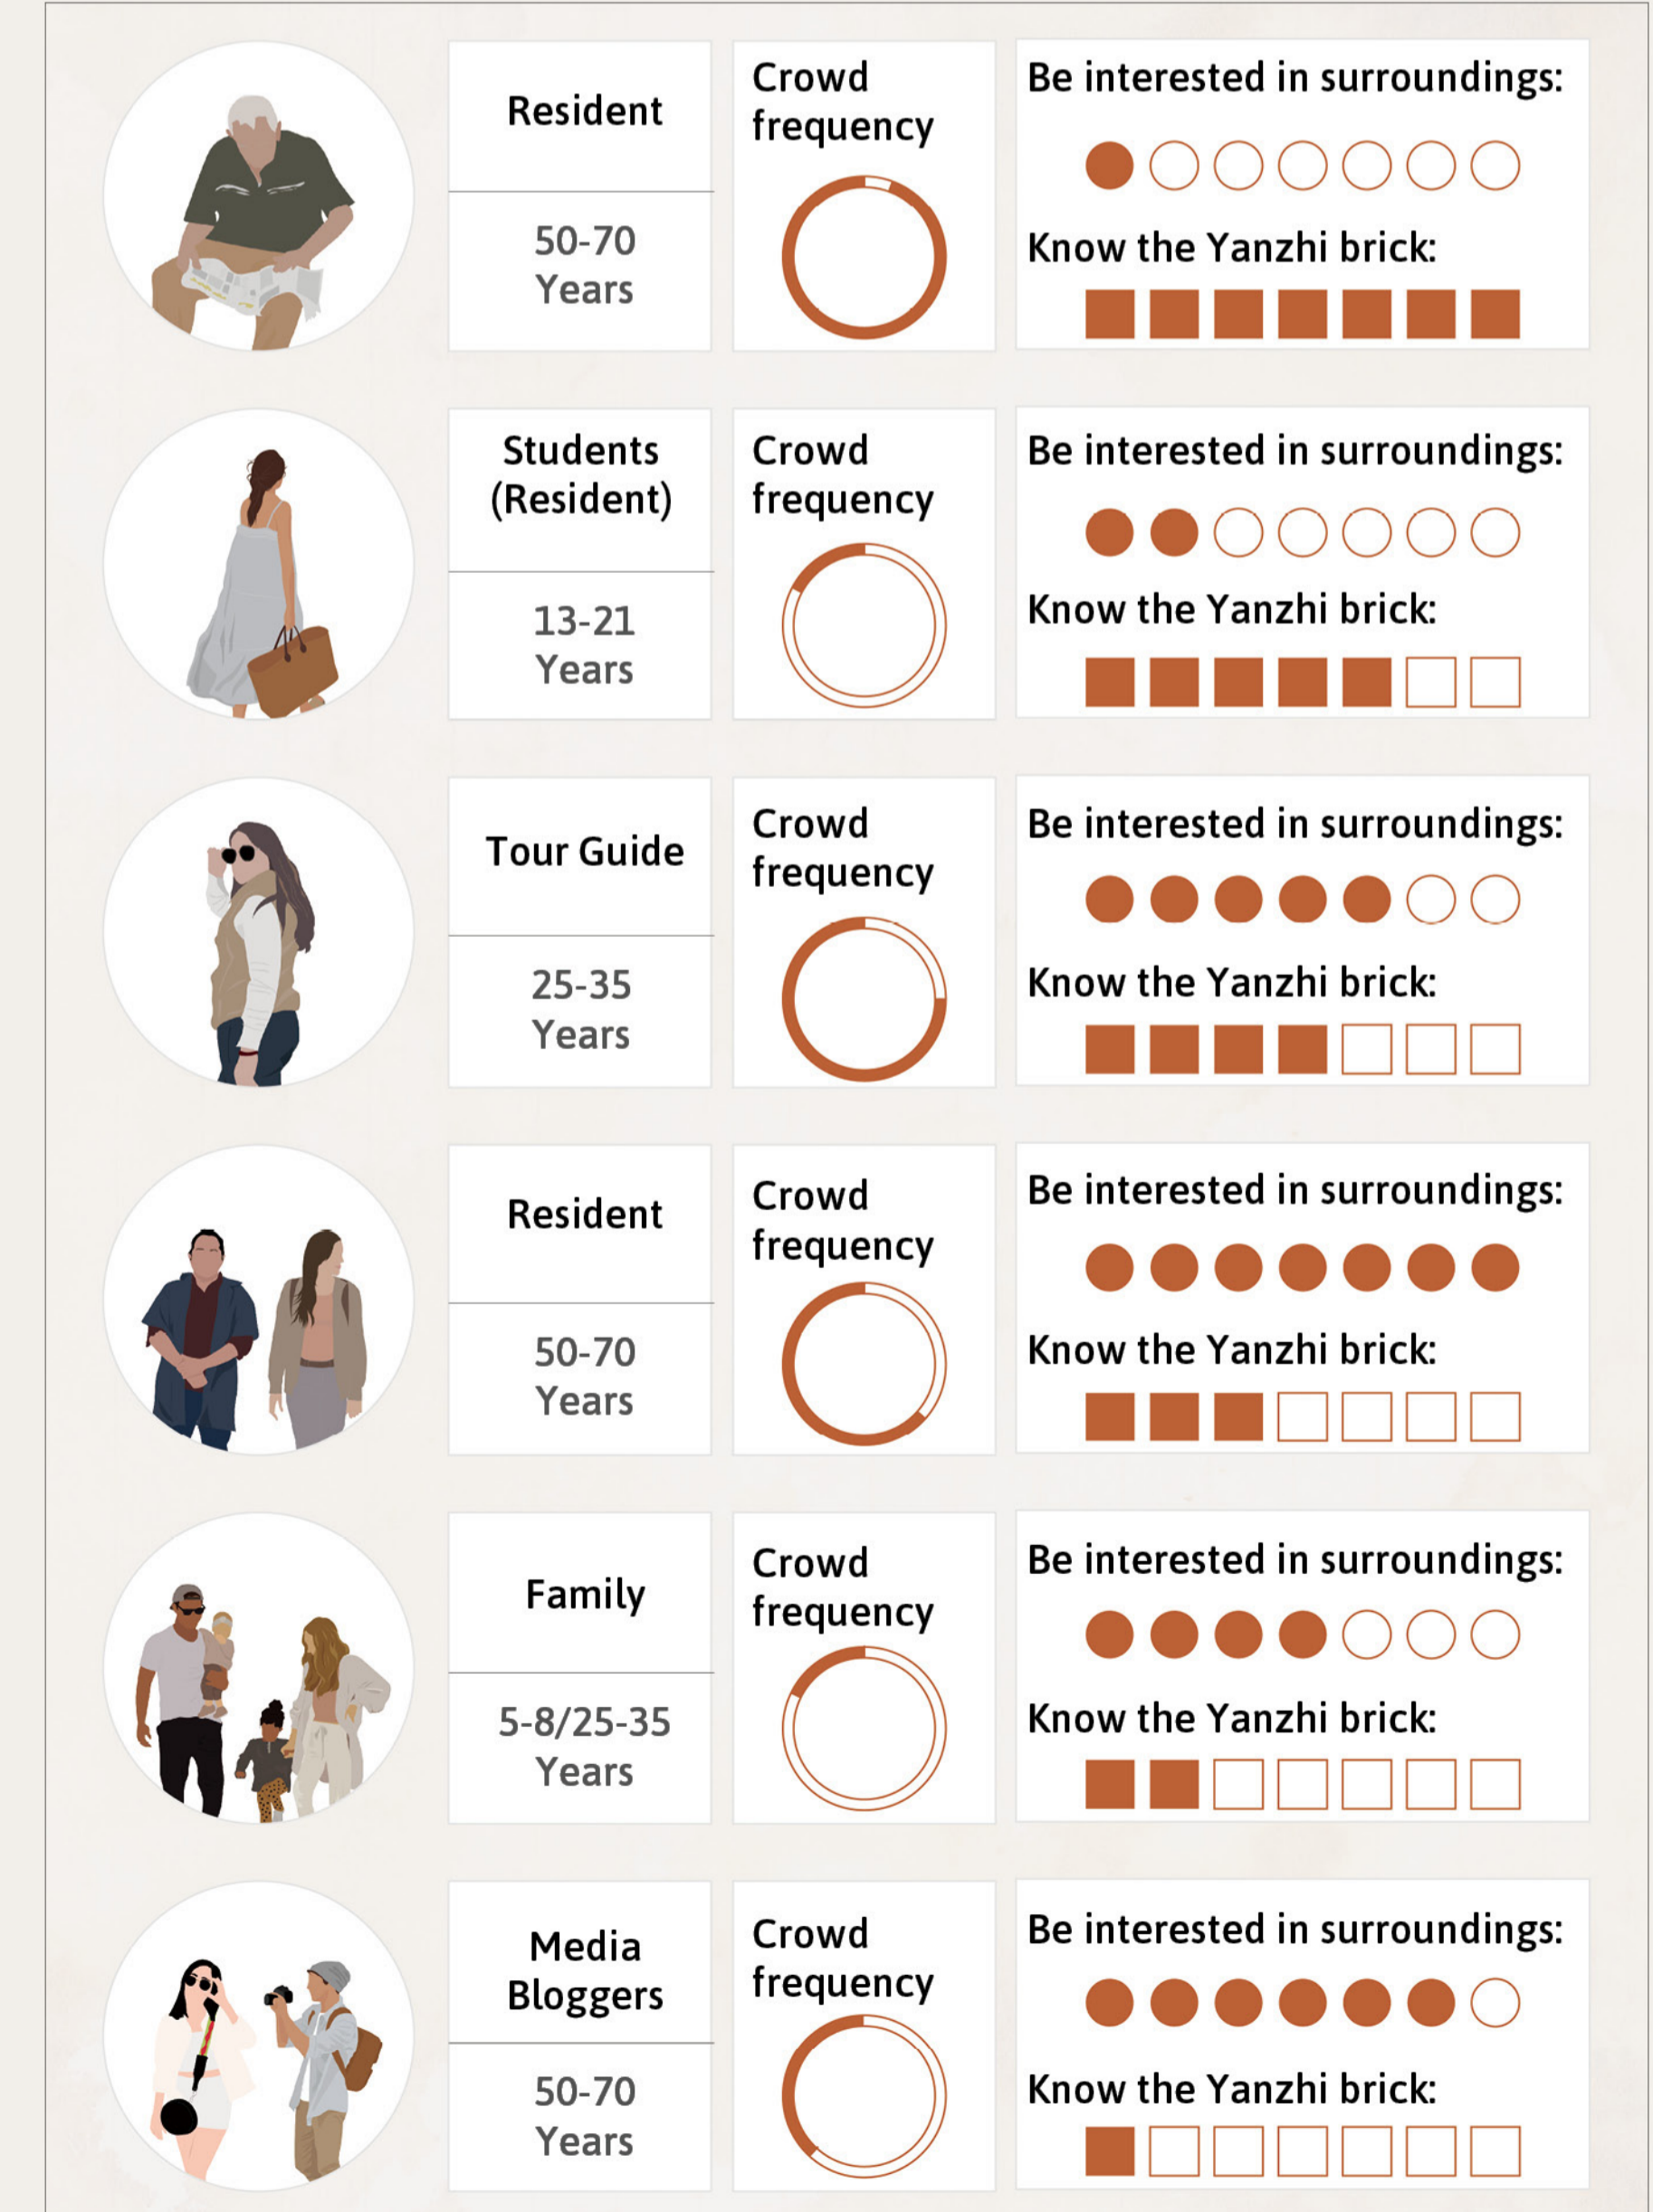 Resident
50-70
Years
Crowd
frequency
Be interested in surroundings:
Know the Yanzhi brick:
Students
(Resident)
13-21
Years
Crowd
frequency
Be interested in surroundings:
Know the Yanzhi brick:
Tour Guide
25-35
Years
Crowd
frequency
Be interested in surroundings:
Know the Yanzhi brick:
Resident
50-70
Years
Crowd
frequency
Be interested in surroundings:
Know the Yanzhi brick:
Family
5-8/25-35
Years
Crowd
frequency
Be interested in surroundings:
Know the Yanzhi brick:
Media
Bloggers
50-70
Years
Crowd
frequency
Be interested in surroundings:
Know the Yanzhi brick: